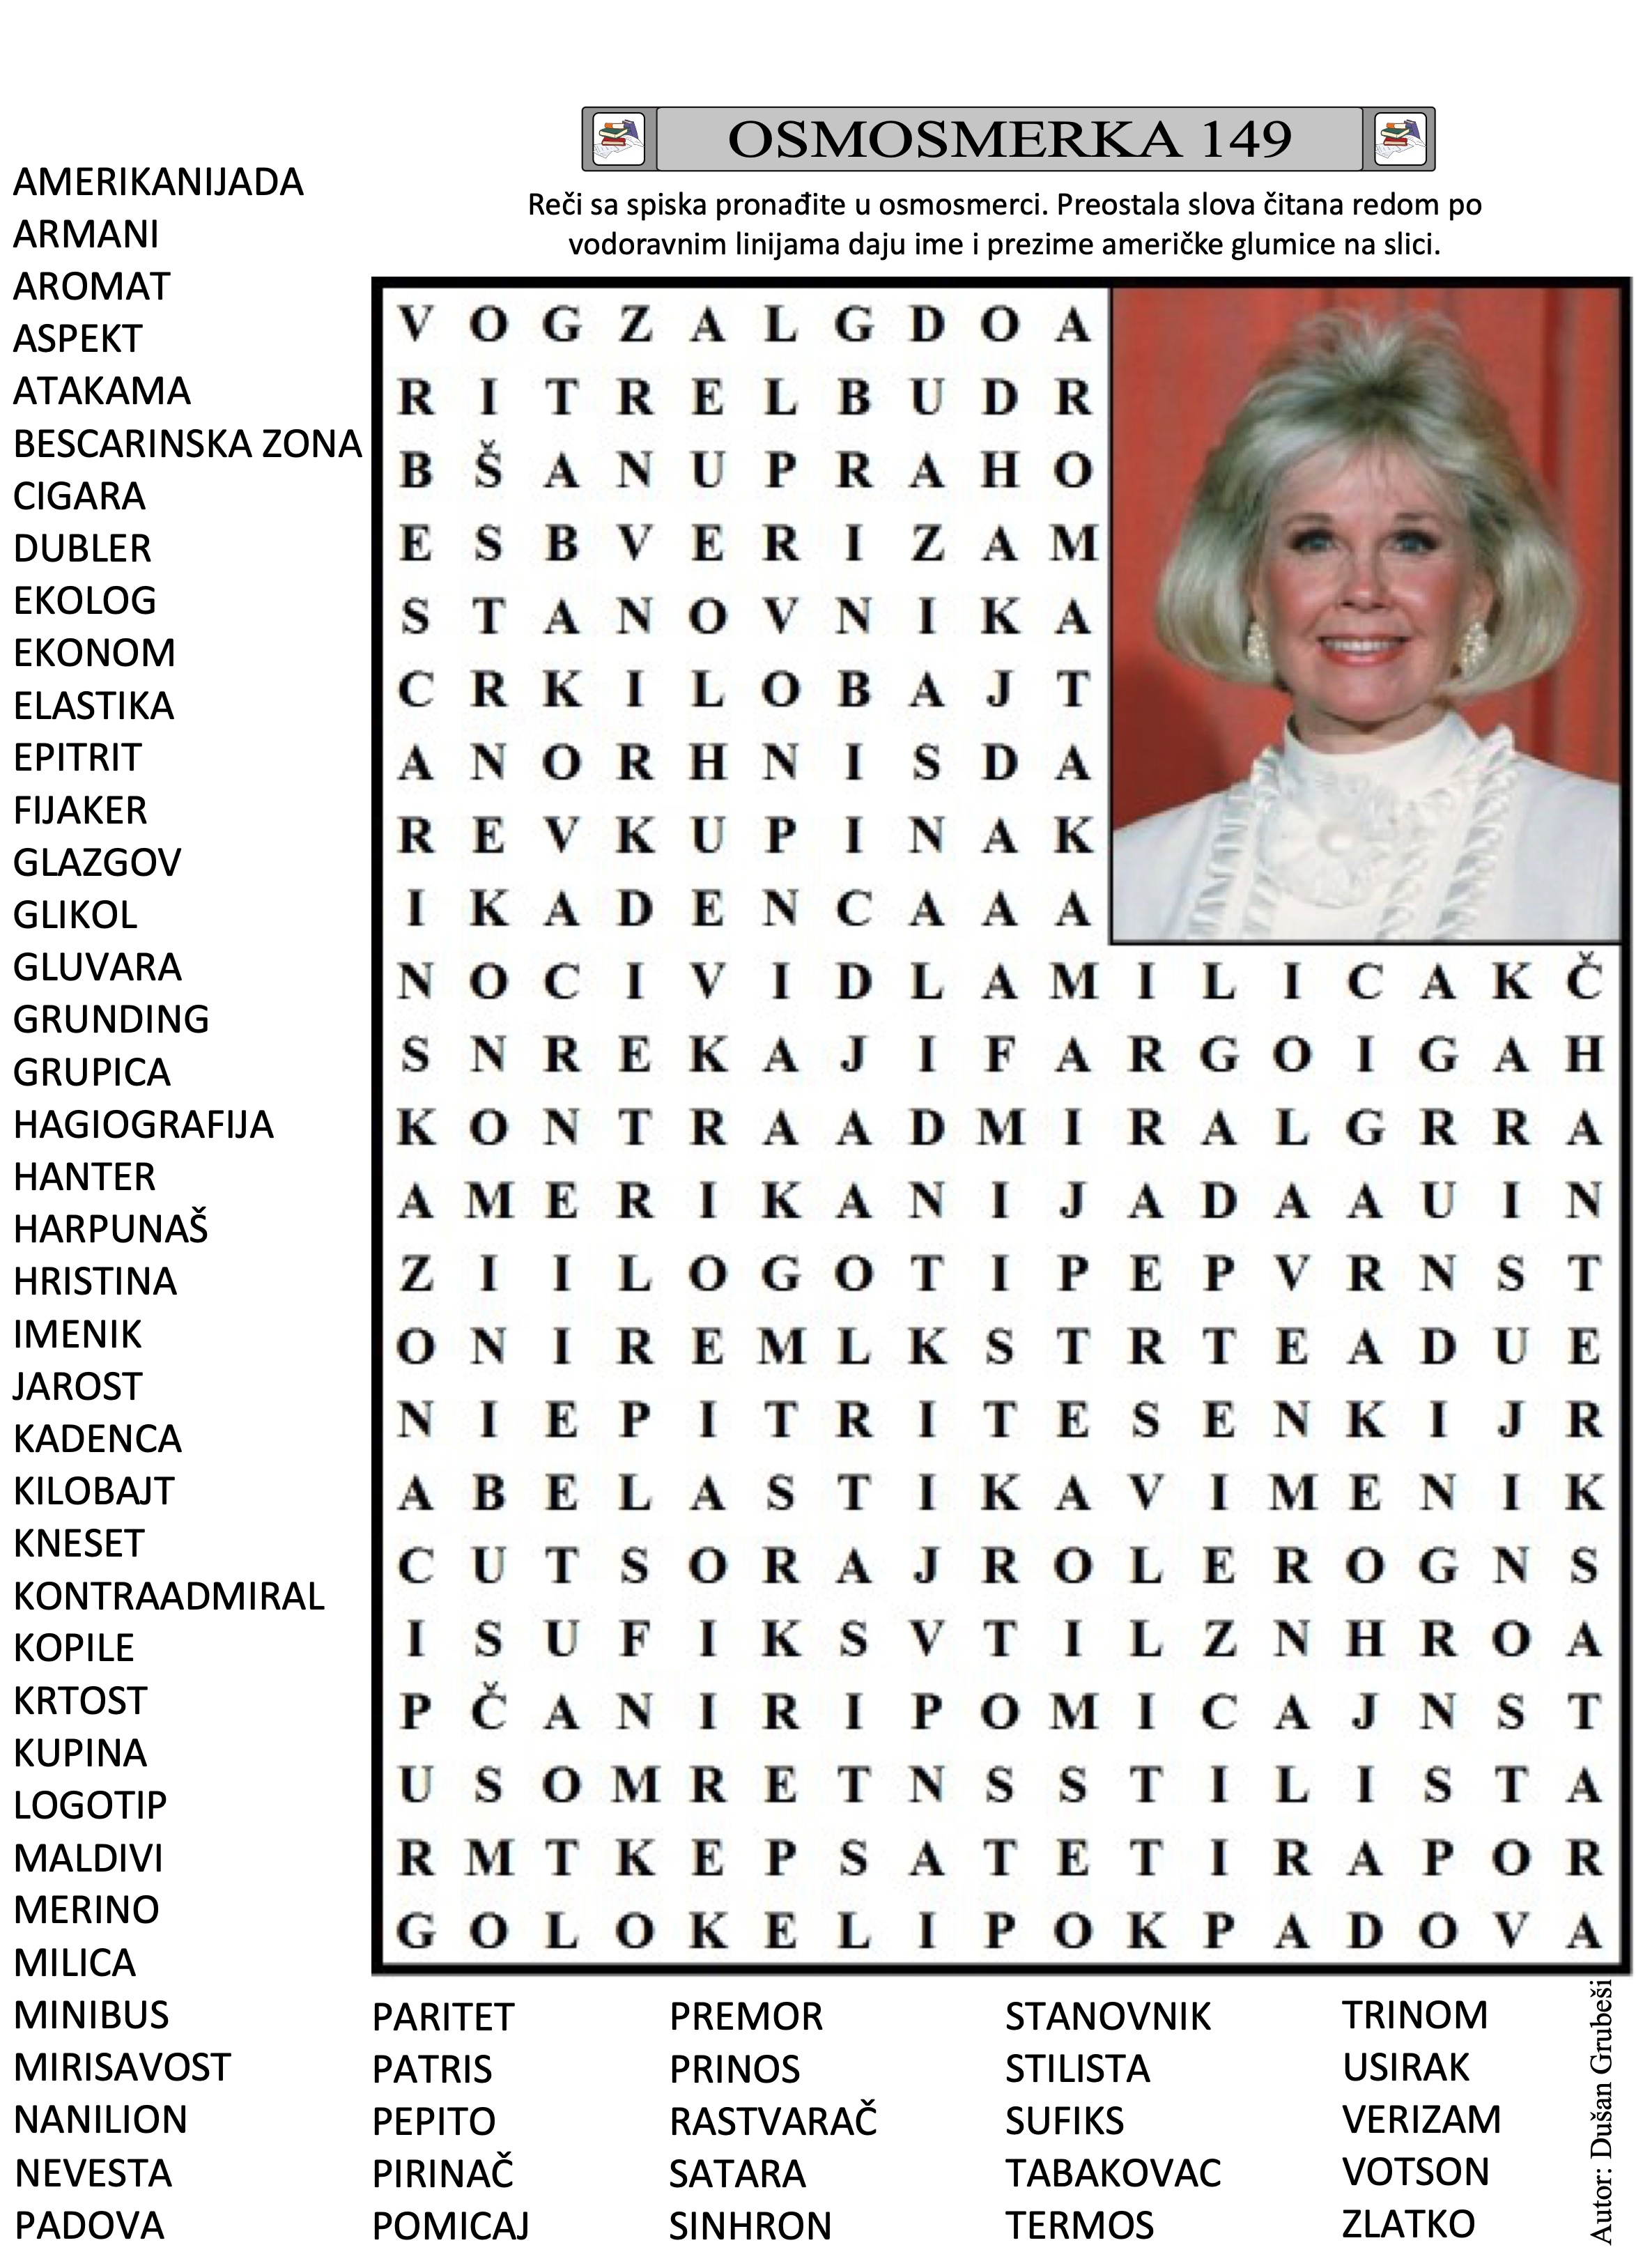 OSMOSMERKA 149
Reči sa spiska pronađite u osmosmerci. Preostala slova čitana redom po
vodoravnim linijama daju ime i prezime američke glumice na slici.
AMERIKANIJADA
ARMANI
AROMAT
ASPEKT
ATAKAMA
BESCARINSKA ZONA
CIGARA
DUBLER
EKOLOG
EKONOM
ELASTIKA
EPITRIT
FIJAKER
GLAZGOV
GLIKOL
GLUVARA
GRUNDING
GRUPICA
HAGIOGRAFIJA
HANTER
HARPUNAŠ
HRISTINA
IMENIK
JAROST
KADENCA
KILOBAJT
KNESET
KONTRAADMIRAL
KOPILE
KRTOST
KUPINA
LOGOTIP
MALDIVI
MERINO
MILICA
MINIBUS
MIRISAVOST
NANILION
NEVESTA
PADOVA
V O G Z A L G D O A
R I T R E L B U D R
B Š A N U P R A H O
E S B V E R I Z A M
S T A N O V N I K A
C R K I L O B A J T
A N O R H N I S D A
R E V K U P I N A K
I K A D E N C A A A
N O C I V I D L A M I L I C A K Č
S N R E K A J I F A R G O I G A H
K O N T R A A D M I R A L G R R A
A M E R I K A N I J A D A A U I N
Z I I L O G O T I P E P V R N S T
O N I R E M L K S T R T E A D U E
N I E P I T R I T E S E N K I J R
A B E L A S T I K A V I M E N I K
C U T S O R A J R O L E R O G N S
I S U F I K S V T I L Z N H R O A
P Č A N I R I P O M I C A J N S T
U S O M R E T N S S T I L I S T A
R M T K E P S A T E T I R A P O R
G O L O K E L I P O K P A D O V A
PARITET
PATRIS
PEPITO
PIRINAČ
POMICAJ
PREMOR
PRINOS
RASTVARAČ
SATARA
SINHRON
STANOVNIK
STILISTA
SUFIKS
TABAKOVAC
TERMOS
TRINOM
USIRAK
VERIZAM
VOTSON
ZLATKO
Autor: Dušan Grubeši